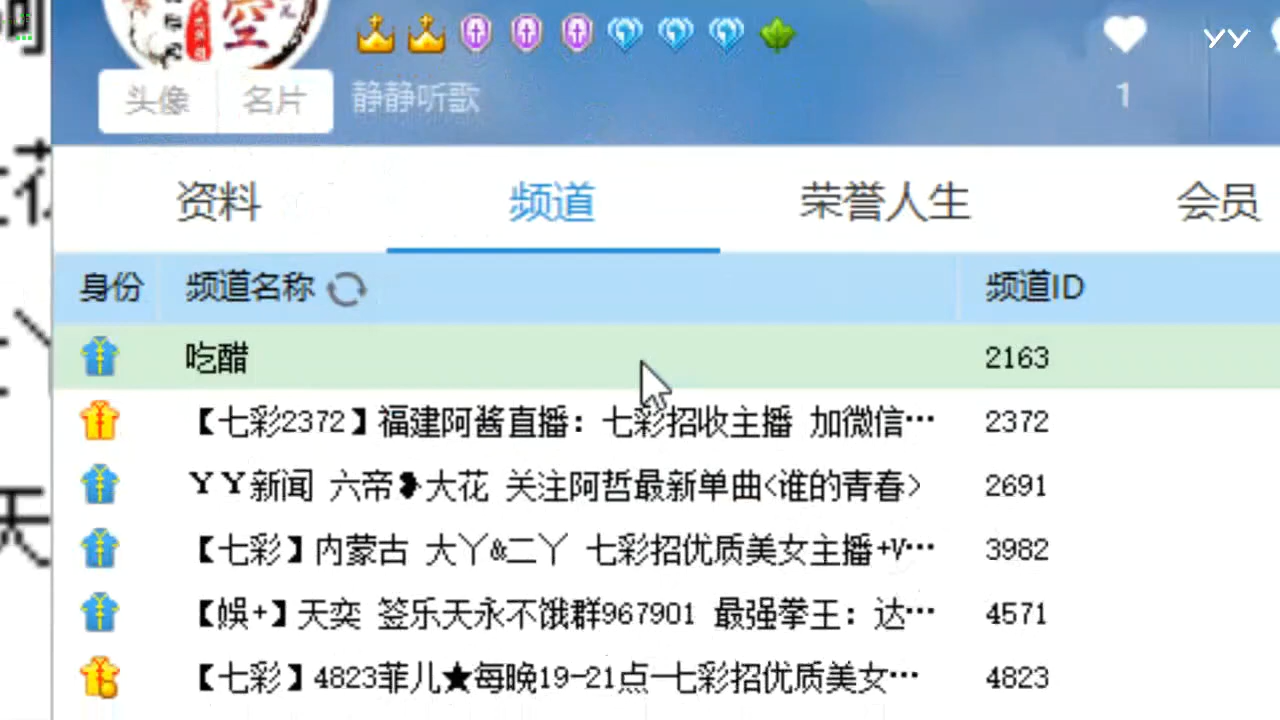 空
YY
头像 名片 静静听歌 1
资料 频道 荣誉人生 会员
身份 频道名称 频道ID
吃醋 2163
【七彩2372】福建阿酱直播：七彩招收主播 加微信… 2372
ＹＹ新闻 六帝❥大花 关注阿哲最新单曲<谁的青春> 2691
【七彩】内蒙古 大丫&二丫 七彩招优质美女主播+V… 3982
【娛+】天奕 签乐天永不饿群967901 最强拳王：达… 4571
【七彩】4823菲儿★每晚19-21点—七彩招优质美女… 4823